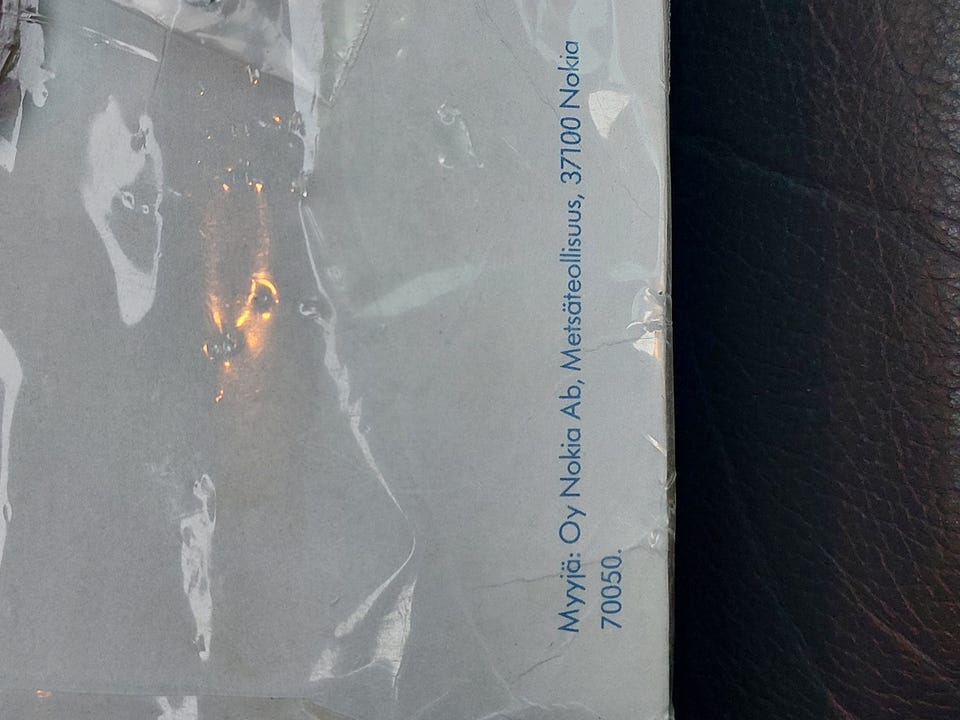 Myyjä: Oy Nokia Ab, Metsäteollisuus, 37100 Nokia
70050.